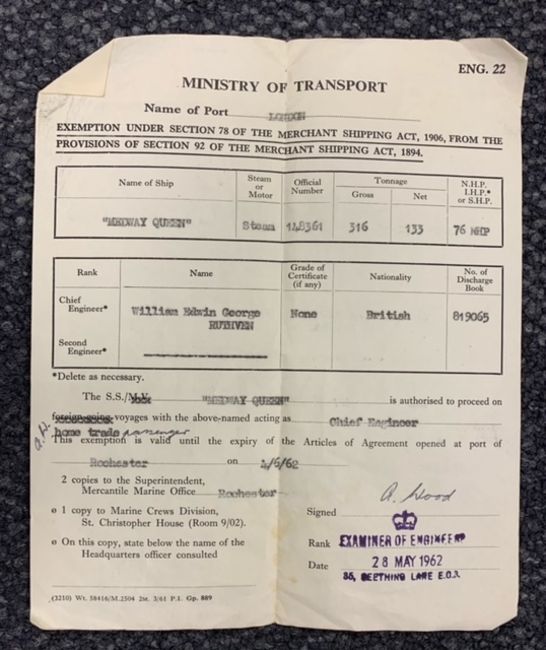 ENG. 22
MINISTRY OF TRANSPORT
Name of Port LONDON
EXEMPTION UNDER SECTION 78 OF THE MERCHANT SHIPPING ACT, 1906, FROM THE
PROVISIONS OF SECTION 92 OF THE MERCHANT SHIPPING ACT, 1894.
Name of Ship Steam or Motor Official Number Tonnage Gross Net N.H.P. I.H.P.* or S.H.P.
"MEDWAY QUEEN" Steam 148361 316 133 76 NHP
Rank Name Grade of Certificate (if any) Nationality No. of Discharge Book
Chief Engineer* William Edwin George RUTHVEN None British 819065
Second Engineer*
*Delete as necessary.
The S.S./M.V. "MEDWAY QUEEN" is authorised to proceed on
foreign-going voyages with the above-named acting as Chief Engineer
A.H. home trade passenger
This exemption is valid until the expiry of the Articles of Agreement opened at port of
Rochester on 4/6/62
2 copies to the Superintendent,
Mercantile Marine Office Rochester
ø 1 copy to Marine Crews Division,
St. Christopher House (Room 9/02).
ø On this copy, state below the name of the
Headquarters officer consulted
Signed A. Hood
Rank EXAMINER OF ENGINEERS
Date 28 MAY 1962
85, SEETHING LANE E.C.3.
(3210) Wt. 58416/M.2504 2m. 3/61 P.I. Gp. 889